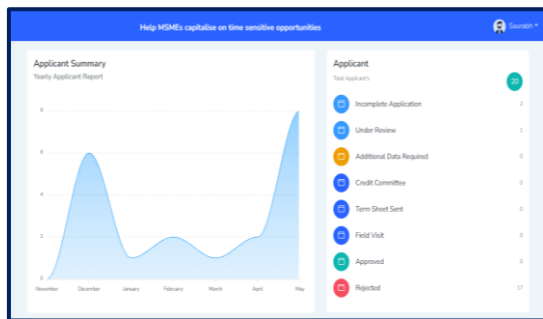 Help MSMEs capitalise on time sensitive opportunities
Saurabh
Applicant Summary
Yearly Applicant Report
8
6
4
2
0
November December January February March April May
Applicant
Total Applicant's
20
Incomplete Application 2
Under Review 1
Additional Data Required 0
Credit Committee 0
Term Sheet Sent 0
Field Visit 0
Approved 0
Rejected 17